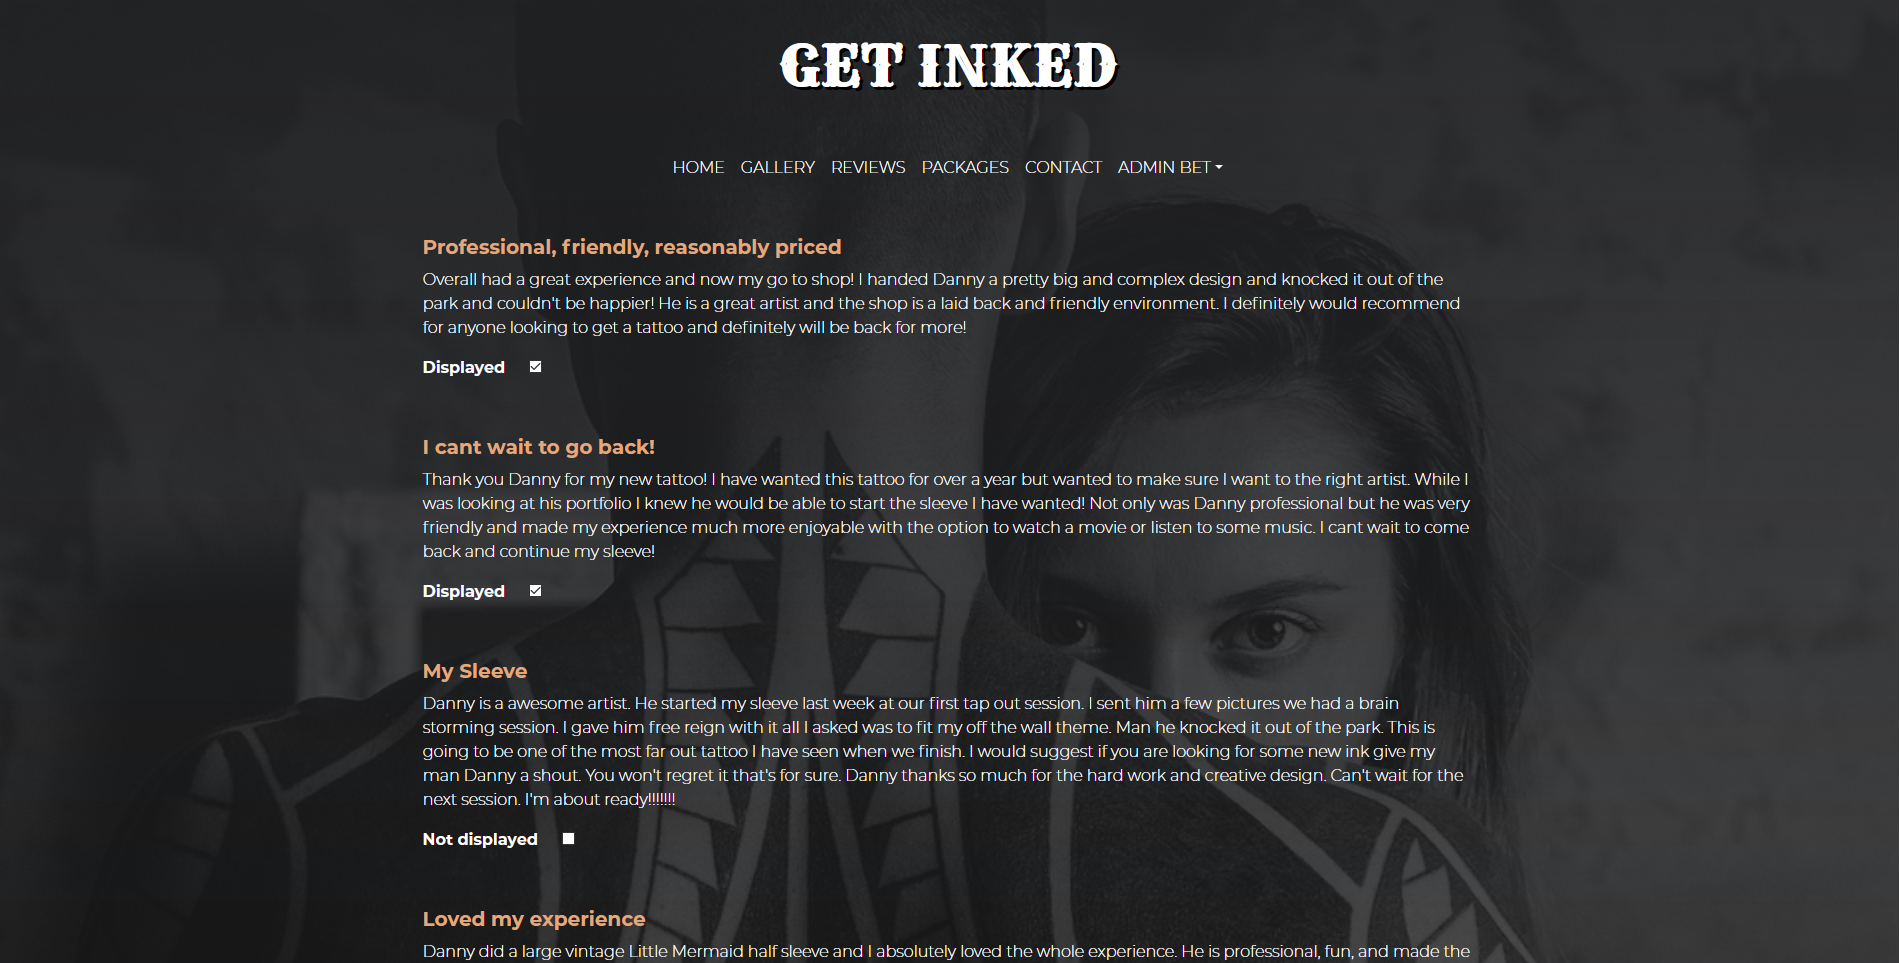 GET INKED
HOME GALLERY REVIEWS PACKAGES CONTACT ADMIN BET
Professional, friendly, reasonably priced
Overall had a great experience and now my go to shop! I handed Danny a pretty big and complex design and knocked it out of the
park and couldn't be happier! He is a great artist and the shop is a laid back and friendly environment. I definitely would recommend
for anyone looking to get a tattoo and definitely will be back for more!
Displayed
I cant wait to go back!
Thank you Danny for my new tattoo! I have wanted this tattoo for over a year but wanted to make sure I want to the right artist. While I
was looking at his portfolio I knew he would be able to start the sleeve I have wanted! Not only was Danny professional but he was very
friendly and made my experience much more enjoyable with the option to watch a movie or listen to some music. I cant wait to come
back and continue my sleeve!
Displayed
My Sleeve
Danny is a awesome artist. He started my sleeve last week at our first tap out session. I sent him a few pictures we had a brain
storming session. I gave him free reign with it all I asked was to fit my off the wall theme. Man he knocked it out of the park. This is
going to be one of the most far out tattoo I have seen when we finish. I would suggest if you are looking for some new ink give my
man Danny a shout. You won't regret it that's for sure. Danny thanks so much for the hard work and creative design. Can't wait for the
next session. I'm about ready!!!!!!!
Not displayed
Loved my experience
Danny did a large vintage Little Mermaid half sleeve and I absolutely loved the whole experience. He is professional, fun, and made the